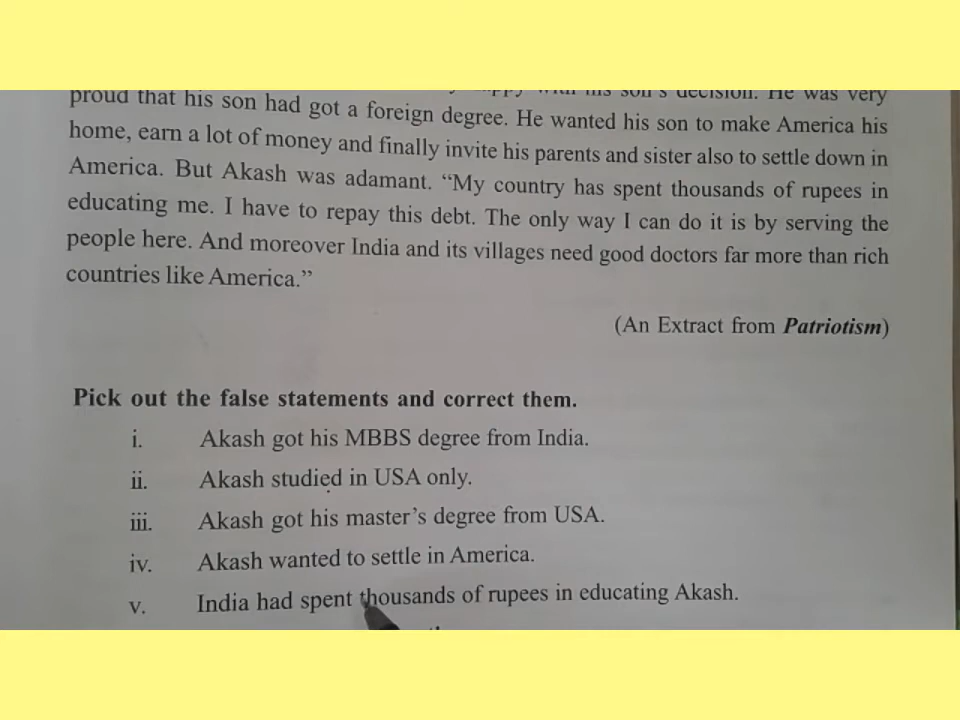 his son's decision. He was very
proud that his son had got a foreign degree. He wanted his son to make America his
home, earn a lot of money and finally invite his parents and sister also to settle down in
America. But Akash was adamant. “My country has spent thousands of rupees in
educating me. I have to repay this debt. The only way I can do it is by serving the
people here. And moreover India and its villages need good doctors far more than rich
countries like America.”
(An Extract from Patriotism)
Pick out the false statements and correct them.
i. Akash got his MBBS degree from India.
ii. Akash studied in USA only.
iii. Akash got his master’s degree from USA.
iv. Akash wanted to settle in America.
v. India had spent thousands of rupees in educating Akash.